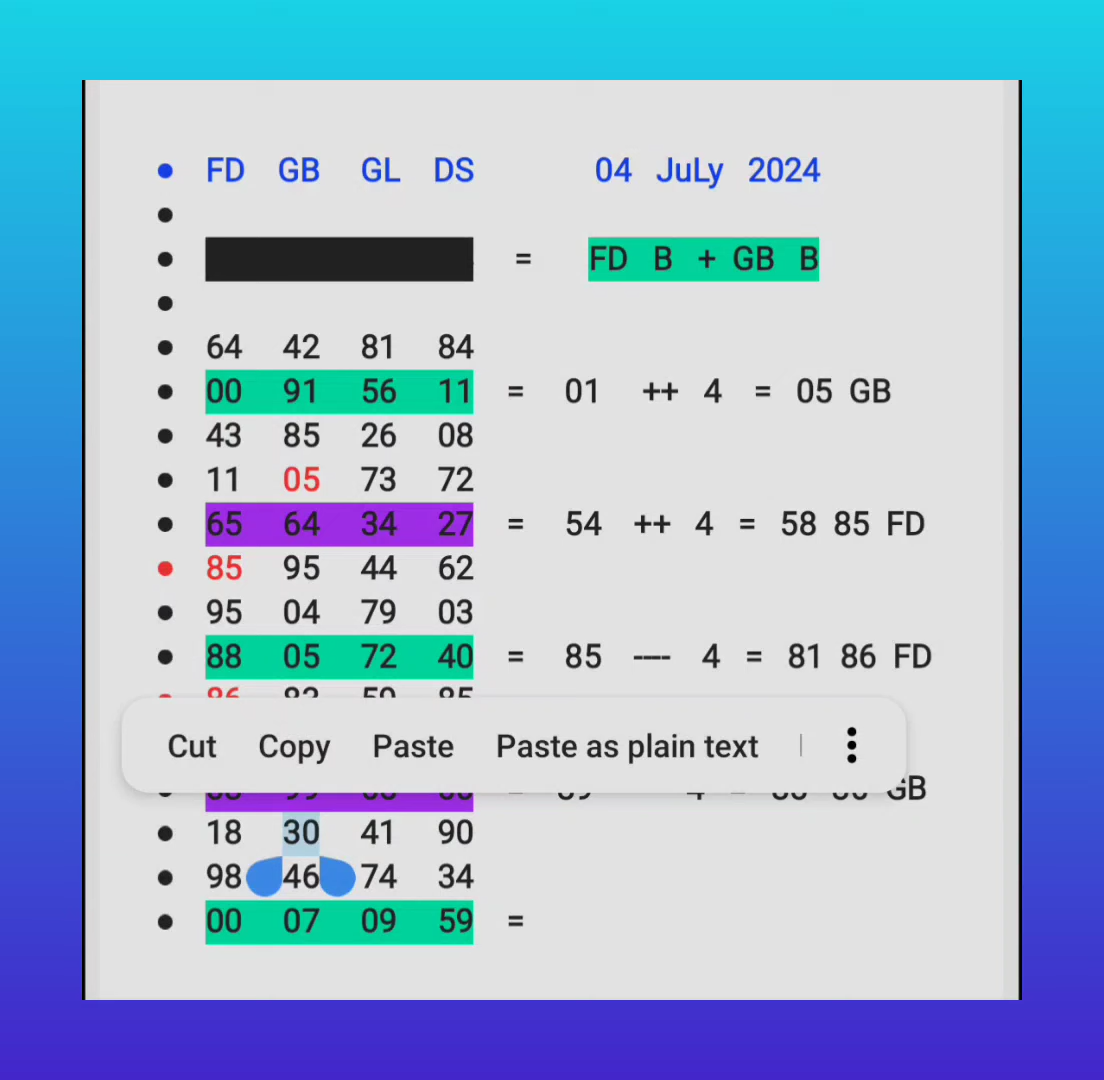 FD GB GL DS 04 JuLy 2024
= FD B + GB B
64 42 81 84
00 91 56 11 = 01 ++ 4 = 05 GB
43 85 26 08
11 05 73 72
65 64 34 27 = 54 ++ 4 = 58 85 FD
85 95 44 62
95 04 79 03
88 05 72 40 = 85 ---- 4 = 81 86 FD
Cut Copy Paste Paste as plain text
GB
18 30 41 90
98 46 74 34
00 07 09 59 =